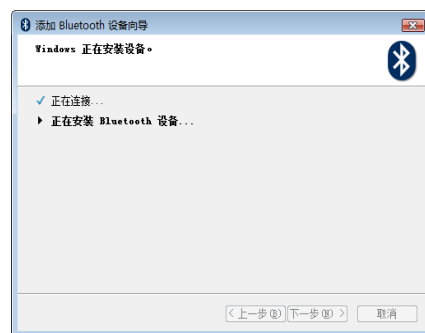 添加 Bluetooth 设备向导
Windows 正在安装设备。
正在连接...
正在安装 Bluetooth 设备...
<上一步(B) 下一步(N)> 取消